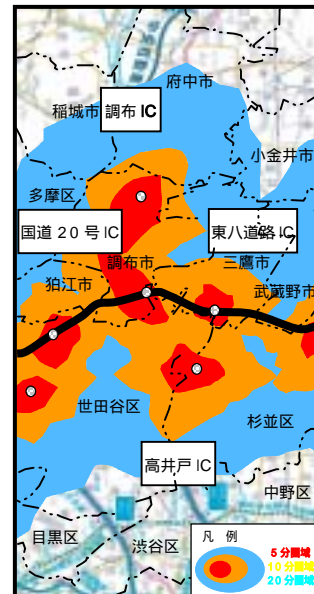 府中市
稲城市
調布 IC
小金井市
多摩区
国道 20 号 IC
東八道路 IC
調布市
三鷹市
狛江市
武蔵野市
世田谷区
杉並区
高井戸 IC
中野区
目黒区
渋谷区
凡 例
5 分圏域
10 分圏域
20 分圏域